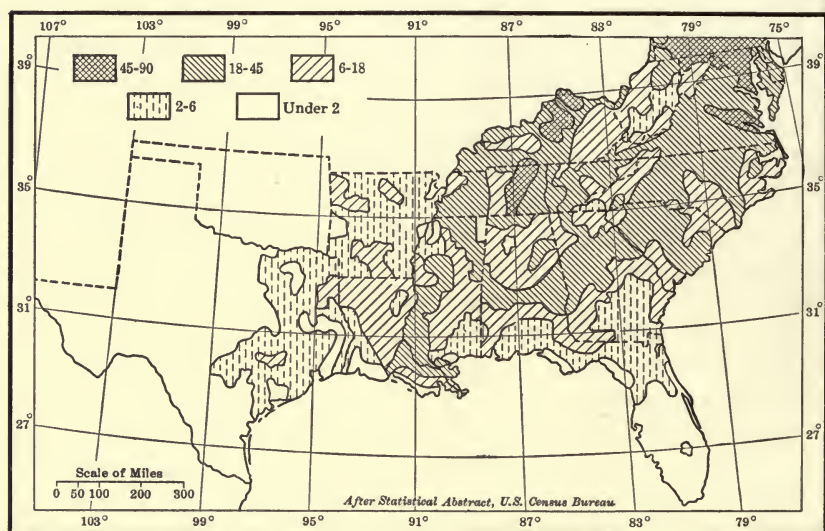 107° 103° 99° 95° 91° 87° 83° 79° 75°
39° 39°
45-90 18-45 6-18
2-6 Under 2
35° 35°
31° 31°
27° 27°
Scale of Miles
0 50 100 200 300
After Statistical Abstract, U.S. Census Bureau
103° 99° 95° 91° 87° 83° 79°